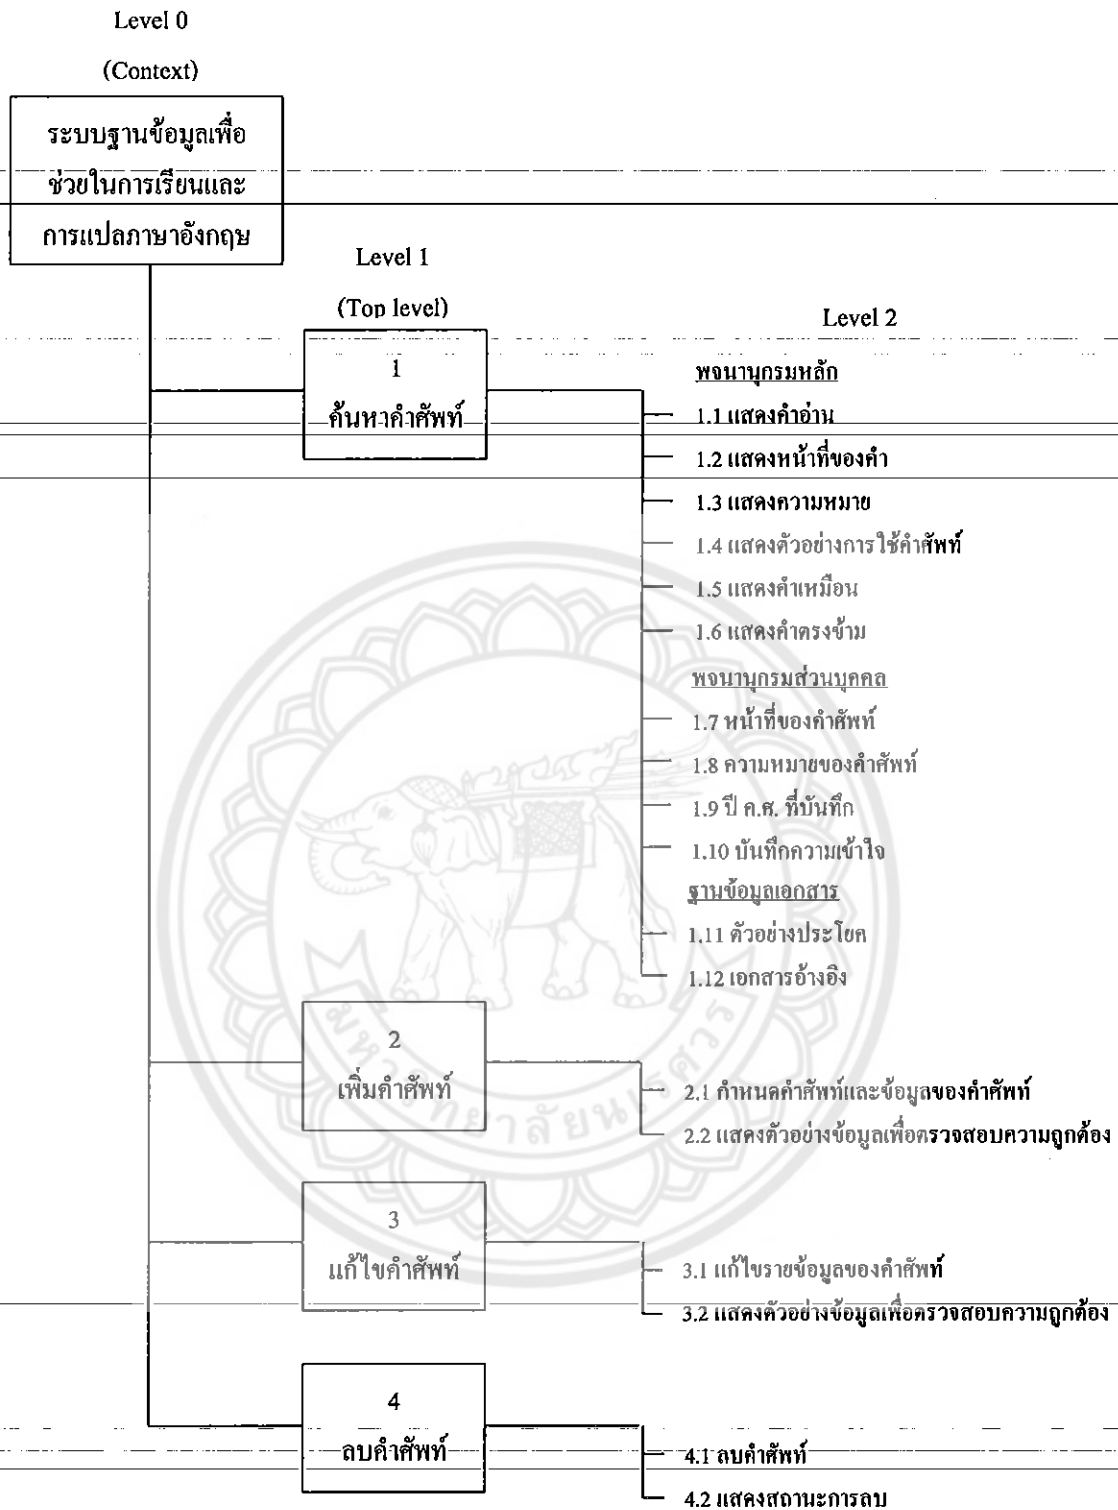 Level 0
(Context)
ระบบฐานข้อมูลเพื่อ
ช่วยในการเรียนและ
การแปลภาษาอังกฤษ
Level 1
(Top level)
Level 2
1
ค้นหาคำศัพท์
พจนานุกรมหลัก
1.1 แสดงคำอ่าน
1.2 แสดงหน้าที่ของคำ
1.3 แสดงความหมาย
1.4 แสดงตัวอย่างการใช้คำศัพท์
1.5 แสดงคำเหมือน
1.6 แสดงคำตรงข้าม
พจนานุกรมส่วนบุคคล
1.7 หน้าที่ของคำศัพท์
1.8 ความหมายของคำศัพท์
1.9 ปี ค.ศ. ที่บันทึก
1.10 บันทึกความเข้าใจ
ฐานข้อมูลเอกสาร
1.11 ตัวอย่างประโยค
1.12 เอกสารอ้างอิง
2
เพิ่มคำศัพท์
2.1 กำหนดคำศัพท์และข้อมูลของคำศัพท์
2.2 แสดงตัวอย่างข้อมูลเพื่อตรวจสอบความถูกต้อง
มหาวิทยาลัยนเรศวร
3
แก้ไขคำศัพท์
3.1 แก้ไขรายข้อมูลของคำศัพท์
3.2 แสดงตัวอย่างข้อมูลเพื่อตรวจสอบความถูกต้อง
4
ลบคำศัพท์
4.1 ลบคำศัพท์
4.2 แสดงสถานะการลบ